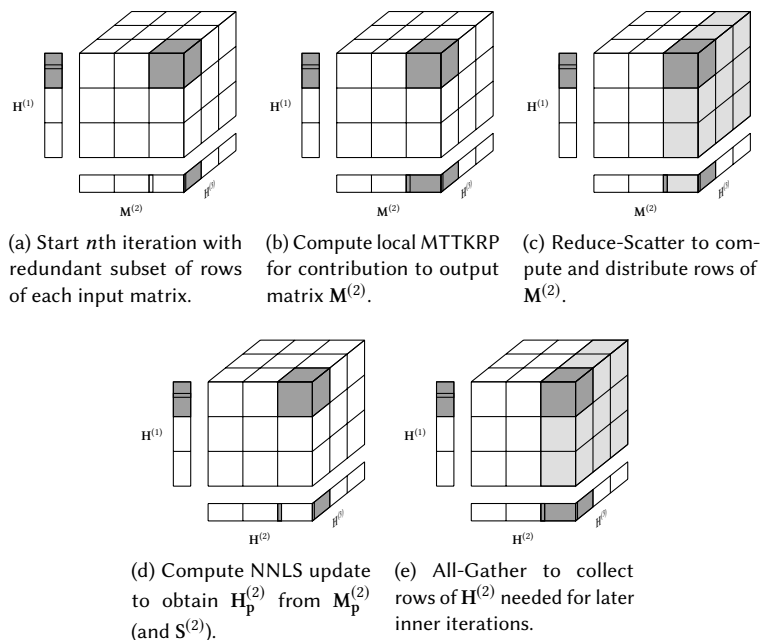 H(1)
H(3)
M(2)
H(1)
H(3)
M(2)
H(1)
H(3)
M(2)
(a) Start nth iteration with
redundant subset of rows
of each input matrix.
(b) Compute local MTTKRP
for contribution to output
matrix M(2).
(c) Reduce-Scatter to com-
pute and distribute rows of
M(2).
H(1)
H(3)
H(2)
H(1)
H(3)
H(2)
(d) Compute NNLS update
to obtain Hp(2) from Mp(2)
(and S(2)).
(e) All-Gather to collect
rows of H(2) needed for later
inner iterations.